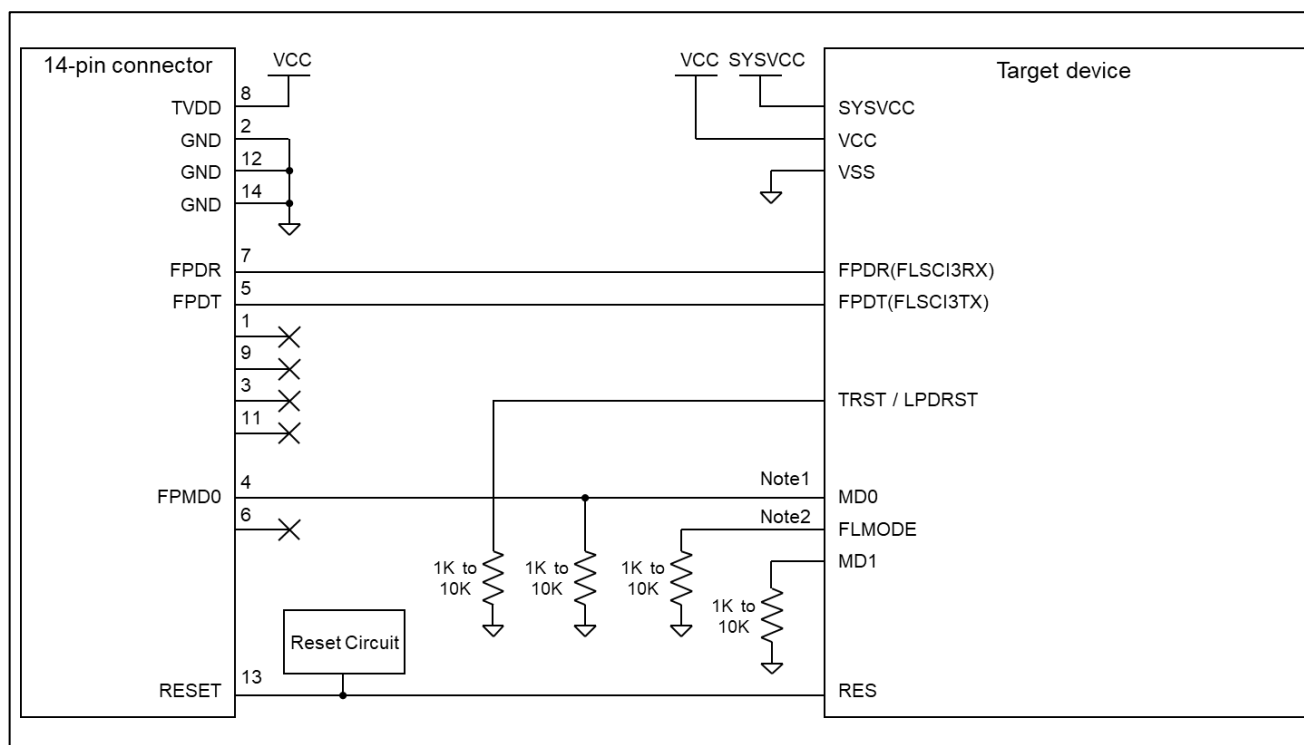 14-pin connector
VCC
VCC
SYSVCC
Target device
TVDD
8
SYSVCC
GND
2
VCC
GND
12
VSS
GND
14
FPDR
7
FPDR(FLSCI3RX)
FPDT
5
FPDT(FLSCI3TX)
1
9
3
TRST / LPDRST
11
FPMD0
4
Note1
MD0
6
Note2
FLMODE
MD1
1K to
10K
1K to
10K
1K to
10K
1K to
10K
Reset Circuit
RESET
13
RES